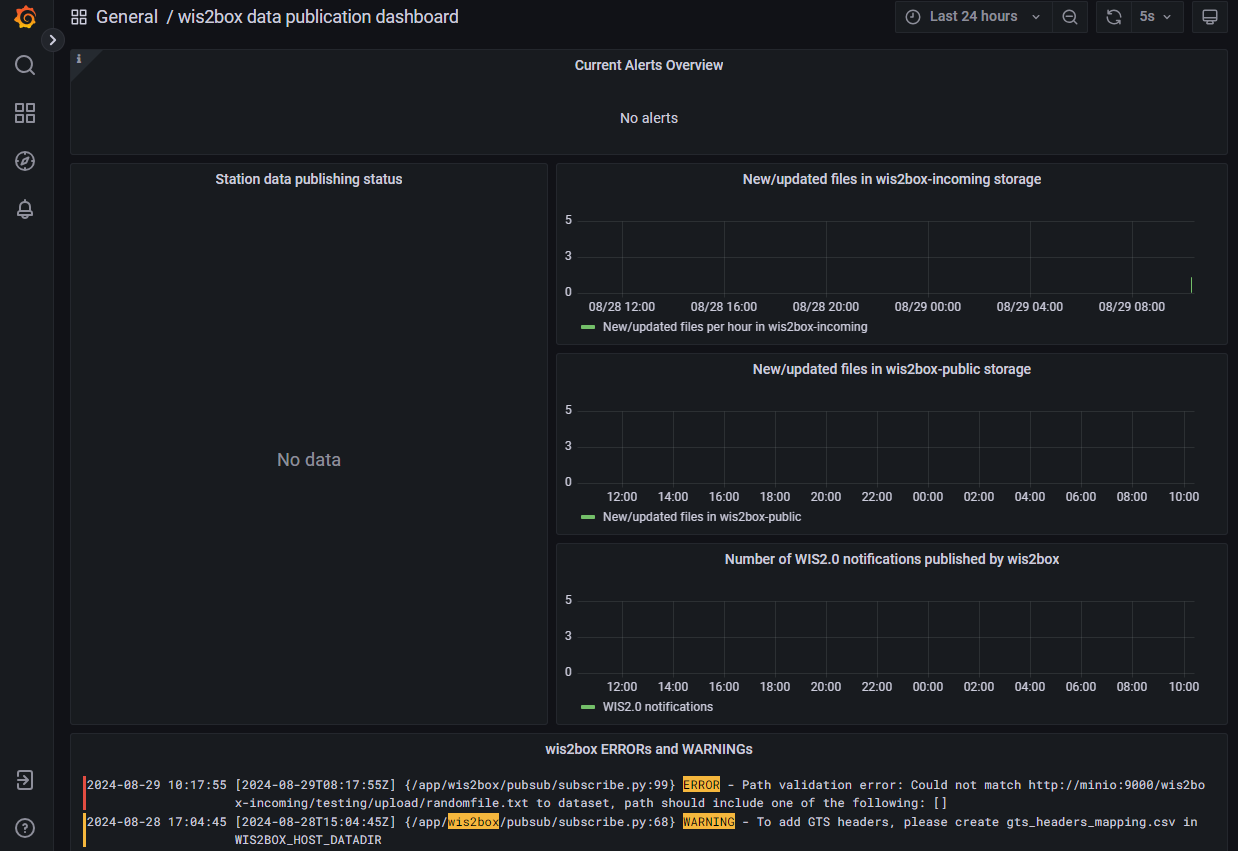 General / wis2box data publication dashboard
Last 24 hours
5s
i
Current Alerts Overview
No alerts
Station data publishing status
No data
New/updated files in wis2box-incoming storage
5
3
0
08/28 12:00 08/28 16:00 08/28 20:00 08/29 00:00 08/29 04:00 08/29 08:00
New/updated files per hour in wis2box-incoming
New/updated files in wis2box-public storage
5
3
0
12:00 14:00 16:00 18:00 20:00 22:00 00:00 02:00 04:00 06:00 08:00 10:00
New/updated files in wis2box-public
Number of WIS2.0 notifications published by wis2box
5
3
0
12:00 14:00 16:00 18:00 20:00 22:00 00:00 02:00 04:00 06:00 08:00 10:00
WIS2.0 notifications
wis2box ERRORs and WARNINGs
2024-08-29 10:17:55 [2024-08-29T08:17:55Z] {/app/wis2box/pubsub/subscribe.py:99} ERROR - Path validation error: Could not match http://minio:9000/wis2bo
x-incoming/testing/upload/randomfile.txt to dataset, path should include one of the following: []
2024-08-28 17:04:45 [2024-08-28T15:04:45Z] {/app/wis2box/pubsub/subscribe.py:68} WARNING - To add GTS headers, please create gts_headers_mapping.csv in
WIS2BOX_HOST_DATADIR